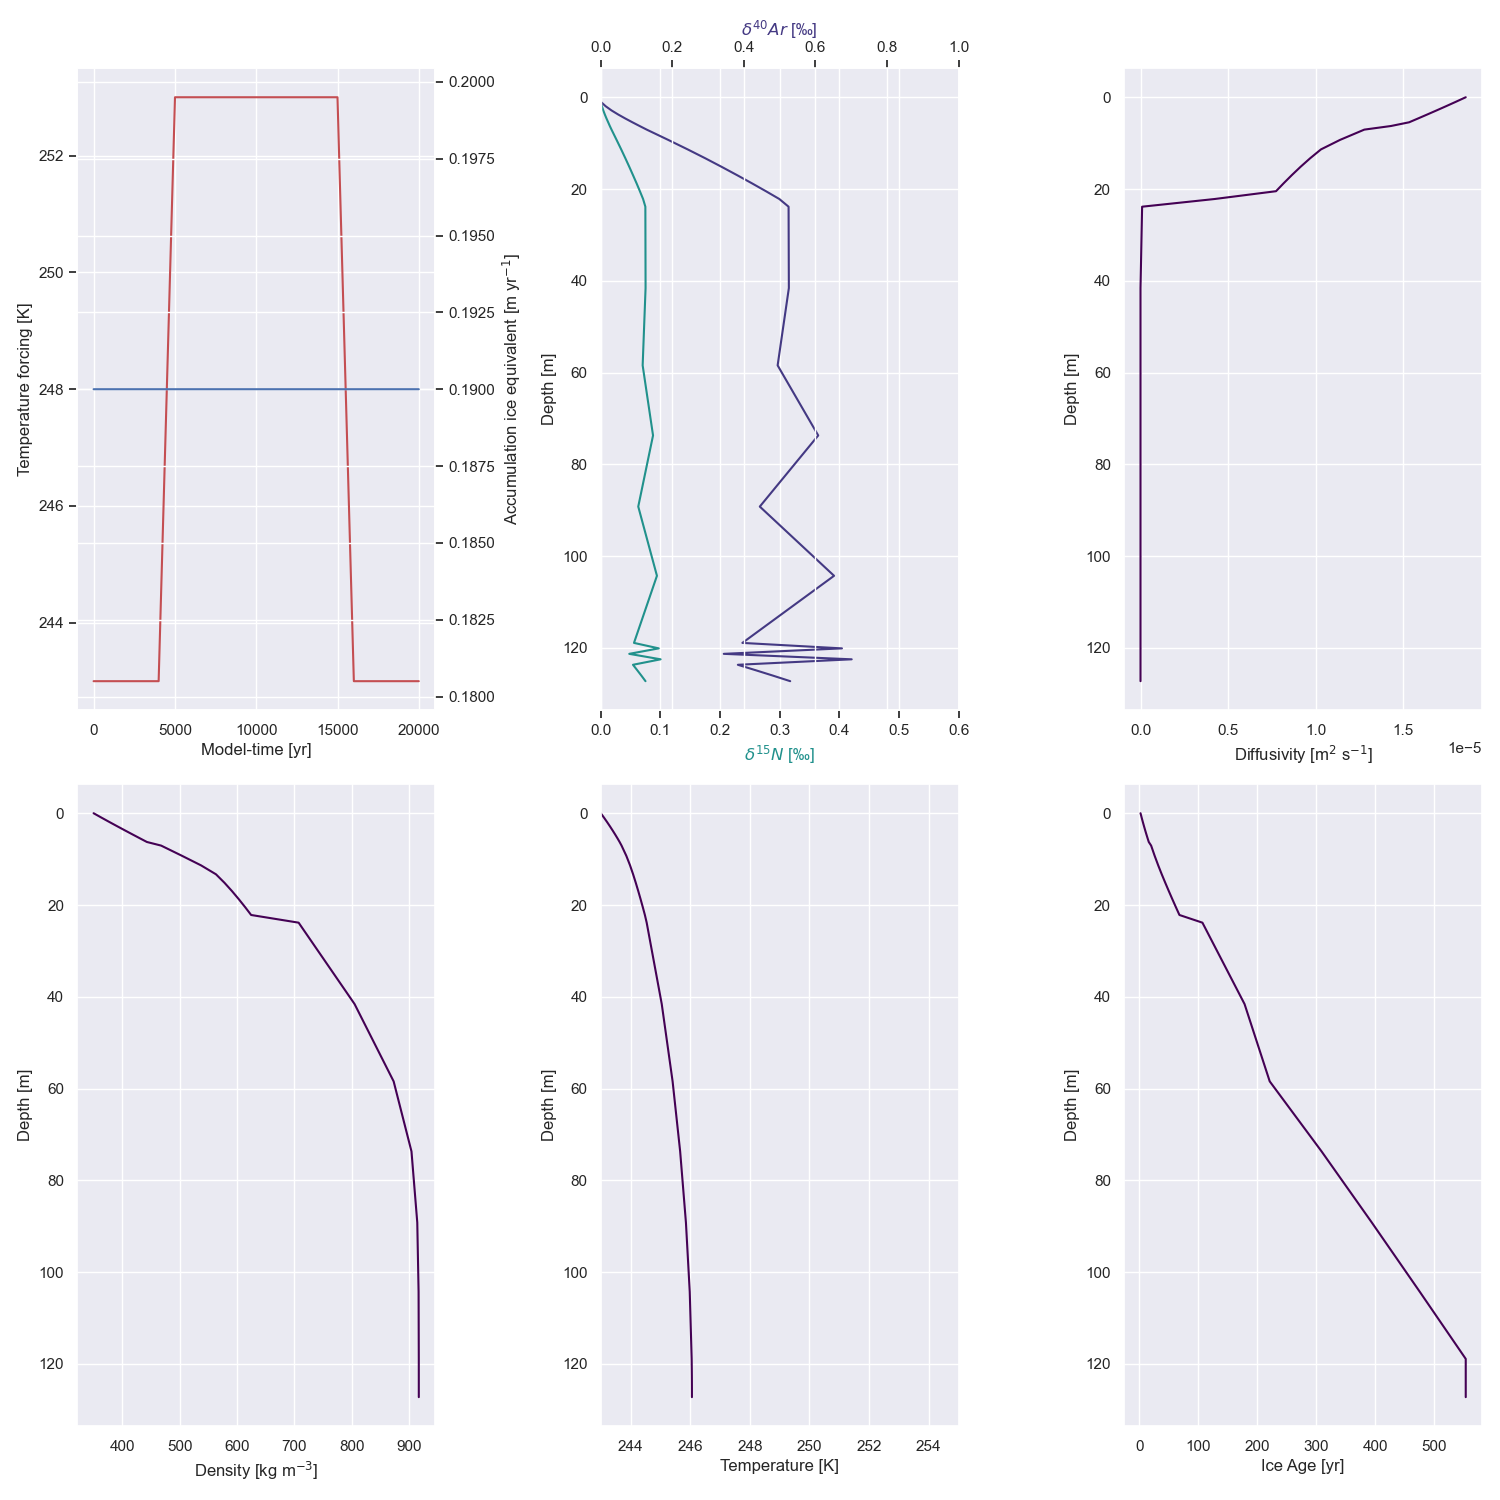 Temperature forcing [K]
252
250
248
246
244
0.2000
0.1975
0.1950
0.1925
0.1900
0.1875
0.1850
0.1825
0.1800
Accumulation ice equivalent [m yr⁻¹]
0 5000 10000 15000 20000
Model-time [yr]
δ⁴⁰Ar [‰]
0.0 0.2 0.4 0.6 0.8 1.0
Depth [m]
0
20
40
60
80
100
120
0.0 0.1 0.2 0.3 0.4 0.5 0.6
δ¹⁵N [‰]
Depth [m]
0
20
40
60
80
100
120
0.0 0.5 1.0 1.5
1e−5
Diffusivity [m² s⁻¹]
Depth [m]
0
20
40
60
80
100
120
400 500 600 700 800 900
Density [kg m⁻³]
Depth [m]
0
20
40
60
80
100
120
244 246 248 250 252 254
Temperature [K]
Depth [m]
0
20
40
60
80
100
120
0 100 200 300 400 500
Ice Age [yr]